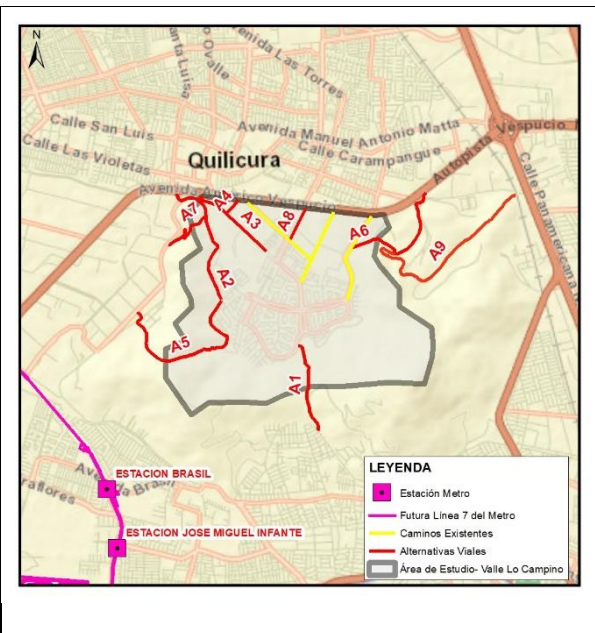 N
Avenida Las Torres
Calle San Luis
Avenida Manuel Antonio Matta
Calle Carampangue
Autopista Vespucio
Calle Las Violetas
Quilicura
Calle Panamericana
A7
A4
A3
A8
A6
A9
A2
A5
A1
ESTACION BRASIL
Avenida Brasil
ESTACION JOSE MIGUEL INFANTE
LEYENDA
Estación Metro
Futura Línea 7 del Metro
Caminos Existentes
Alternativas Viales
Área de Estudio- Valle Lo Campino